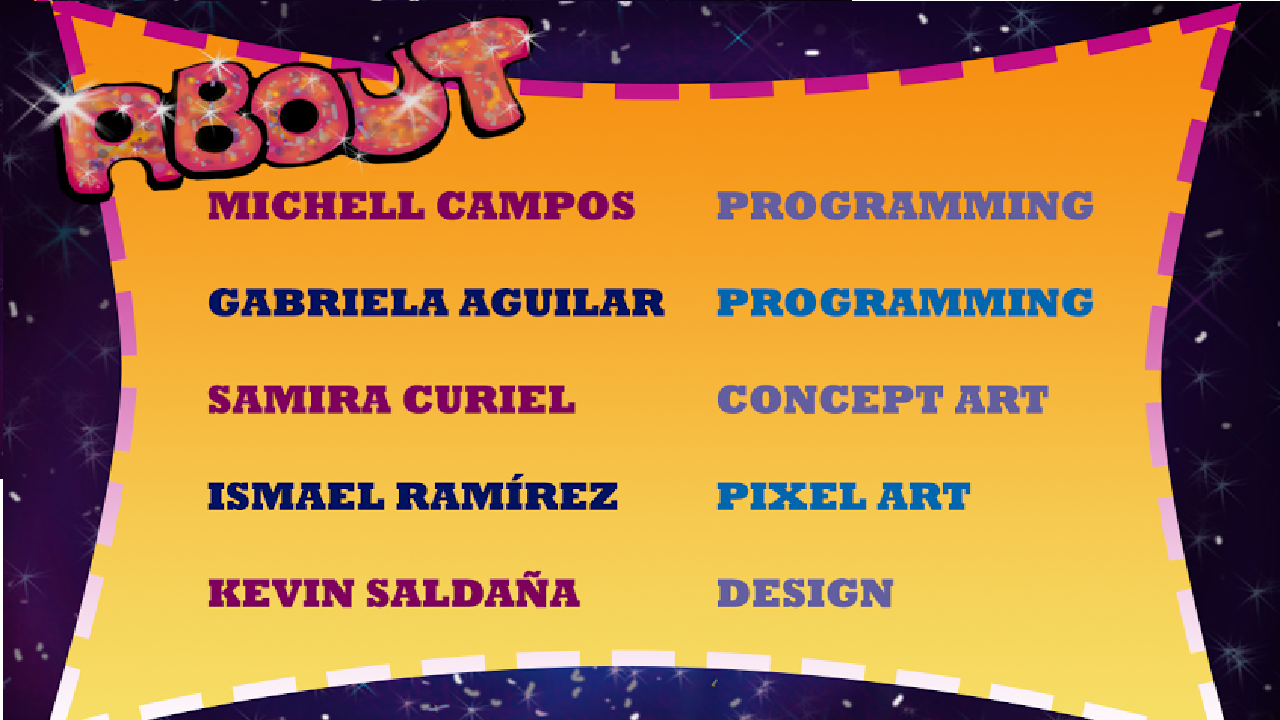 ABOUT
MICHELL CAMPOS PROGRAMMING
GABRIELA AGUILAR PROGRAMMING
SAMIRA CURIEL CONCEPT ART
ISMAEL RAMÍREZ PIXEL ART
KEVIN SALDAÑA DESIGN